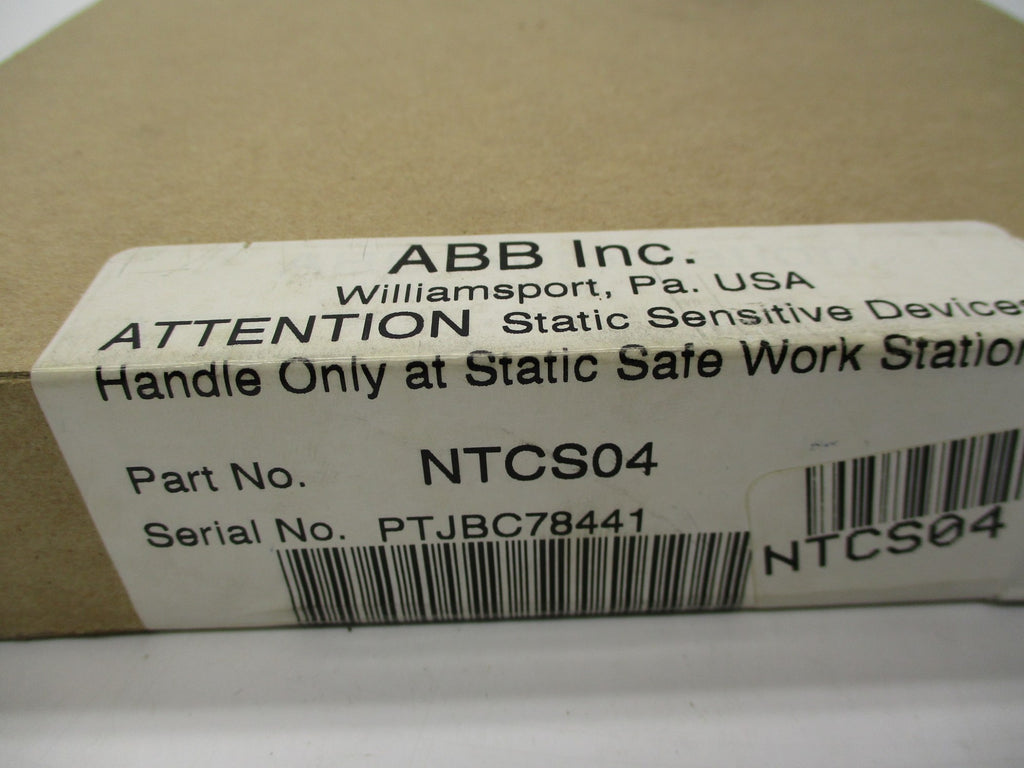 ABB Inc.
Williamsport, Pa. USA
ATTENTION Static Sensitive Devices
Handle Only at Static Safe Work Station
Part No. NTCS04
Serial No. PTJBC78441
NTCS04